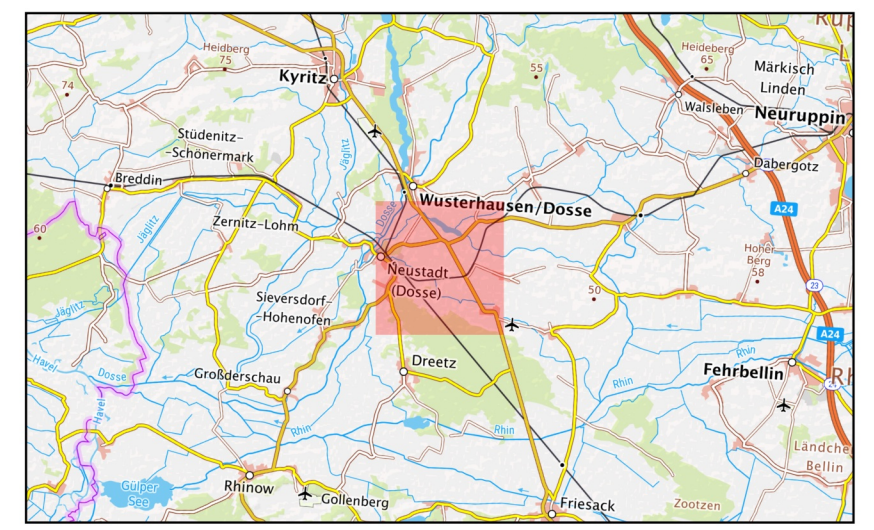 Heidberg
75
Kyritz
74
55
Heideberg
65
Märkisch
Linden
Walsleben
Neuruppin
Stüdenitz-
-Schönermark
Jäglitz
Breddin
Dabergotz
Wusterhausen/Dosse
Dosse
A24
60
Jäglitz
Zernitz-Lohm
Neustadt
(Dosse)
Hoher
Berg
58
50
23
Sieversdorf-
-Hohenofen
Jäglitz
A24
Havel
Dosse
Großderschau
Dreetz
Rhin
Fehrbellin
Rhin
Havel
Rhin
Rhin
Ländche
Bellin
Gülper
See
Rhinow
Gollenberg
Friesack
Zootzen